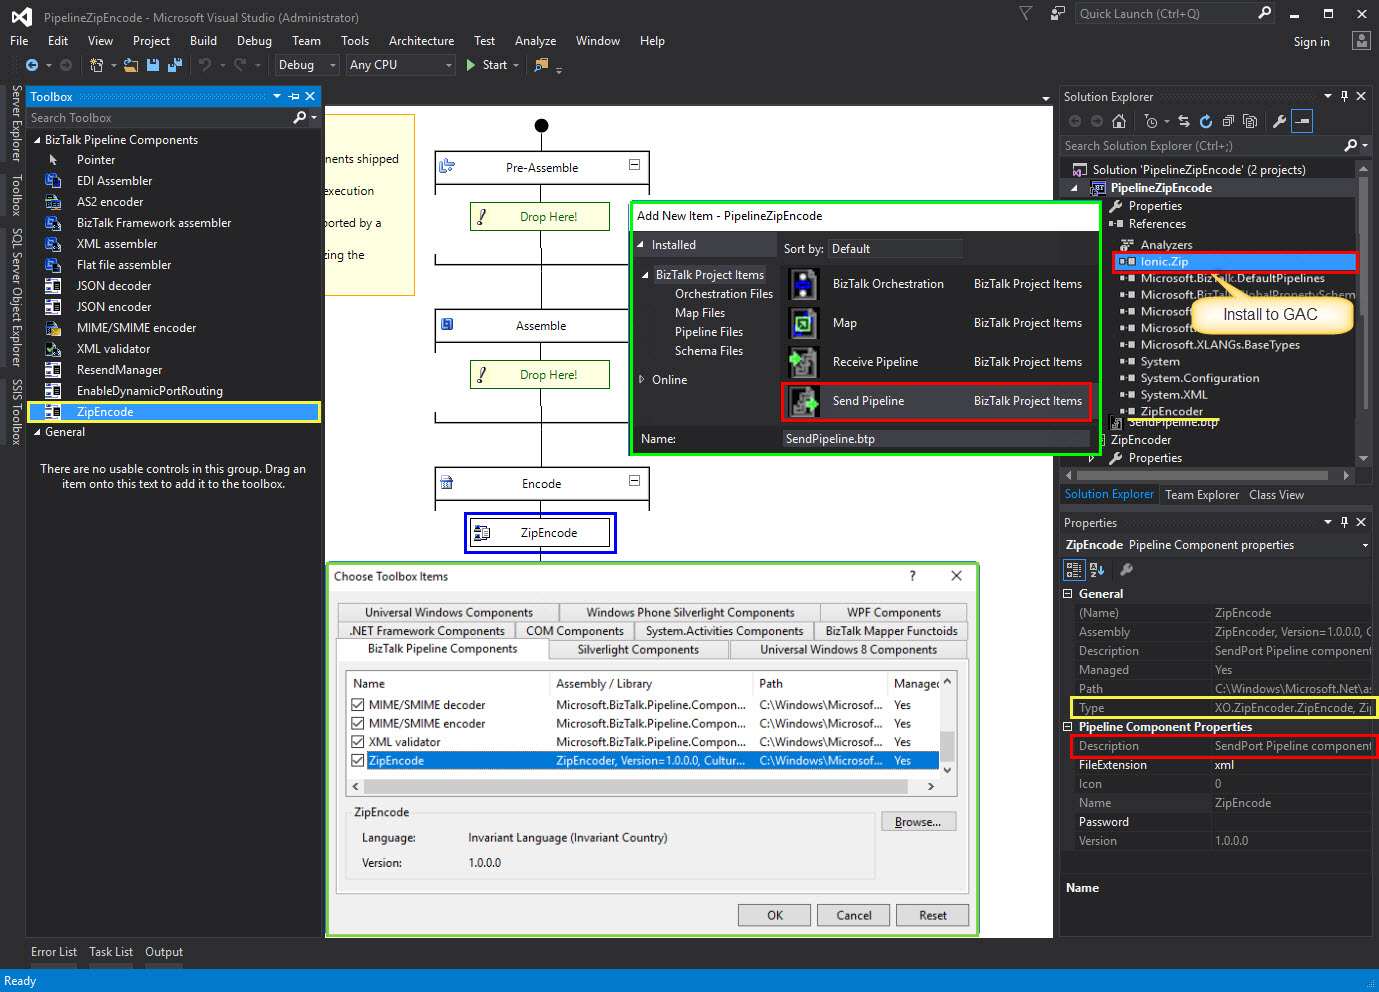 PipelineZipEncode - Microsoft Visual Studio (Administrator)
Quick Launch (Ctrl+Q)
File Edit View Project Build Debug Team Tools Architecture Test Analyze Window Help
Sign in
Debug Any CPU Start
Server Explorer
Toolbox
SQL Server Object Explorer
SSIS Toolbox
Toolbox
Search Toolbox
BizTalk Pipeline Components
Pointer
EDI Assembler
AS2 encoder
BizTalk Framework assembler
XML assembler
Flat file assembler
JSON decoder
JSON encoder
MIME/SMIME encoder
XML validator
ResendManager
EnableDynamicPortRouting
ZipEncode
General
There are no usable controls in this group. Drag an
item onto this text to add it to the toolbox.
nents shipped
execution
ported by a
zing the
Pre-Assemble
Drop Here!
Assemble
Drop Here!
Encode
ZipEncode
Add New Item - PipelineZipEncode
Installed
Sort by: Default
BizTalk Project Items
Orchestration Files
Map Files
Pipeline Files
Schema Files
Online
BizTalk Orchestration BizTalk Project Items
Map BizTalk Project Items
Receive Pipeline BizTalk Project Items
Send Pipeline BizTalk Project Items
Name: SendPipeline.btp
Choose Toolbox Items
?
Universal Windows Components Windows Phone Silverlight Components WPF Components
.NET Framework Components COM Components System.Activities Components BizTalk Mapper Functoids
BizTalk Pipeline Components Silverlight Components Universal Windows 8 Components
Name Assembly / Library Path Managed
MIME/SMIME decoder Microsoft.BizTalk.Pipeline.Compon... C:\Windows\Microsof... Yes
MIME/SMIME encoder Microsoft.BizTalk.Pipeline.Compon... C:\Windows\Microsof... Yes
XML validator Microsoft.BizTalk.Pipeline.Compon... C:\Windows\Microsof... Yes
ZipEncode ZipEncoder, Version=1.0.0.0, Cultur... C:\Windows\Microsof... Yes
ZipEncode
Language: Invariant Language (Invariant Country)
Version: 1.0.0.0
Browse...
OK Cancel Reset
Solution Explorer
Search Solution Explorer (Ctrl+;)
Solution 'PipelineZipEncode' (2 projects)
PipelineZipEncode
Properties
References
Analyzers
Ionic.Zip
Microsoft.BizTalk.DefaultPipelines
Install to GAC
Microsoft.XLANGs.BaseTypes
System
System.Configuration
System.XML
ZipEncoder
SendPipeline.btp
ZipEncoder
Properties
Solution Explorer Team Explorer Class View
Properties
ZipEncode Pipeline Component properties
General
(Name) ZipEncode
Assembly ZipEncoder, Version=1.0.0.0, C
Description SendPort Pipeline component
Managed Yes
Path C:\Windows\Microsoft.Net\as
Type XO.ZipEncoder.ZipEncode, Zip
Pipeline Component Properties
Description SendPort Pipeline component
FileExtension xml
Icon 0
Name ZipEncode
Password
Version 1.0.0.0
Name
Error List Task List Output
Ready